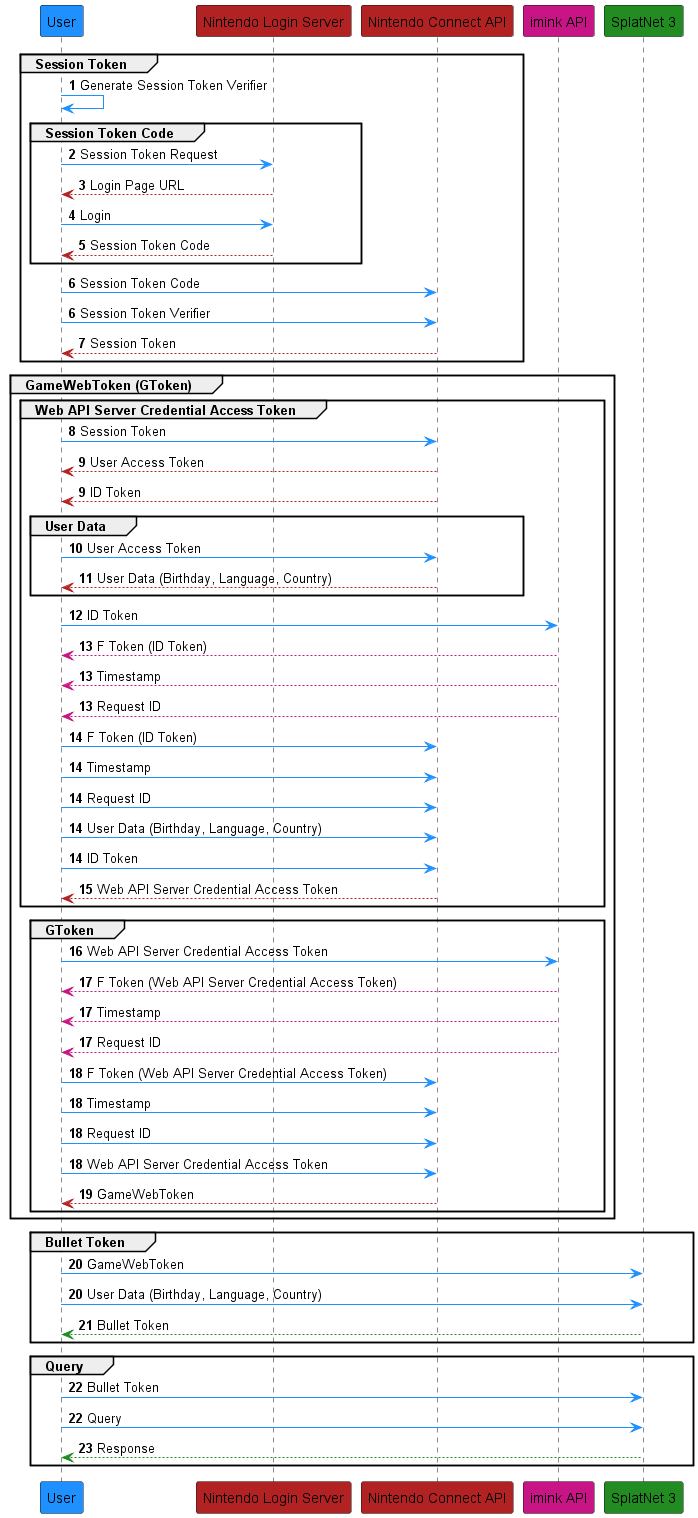 User
Nintendo Login Server
Nintendo Connect API
imink API
SplatNet 3
Session Token
1 Generate Session Token Verifier
Session Token Code
2 Session Token Request
3 Login Page URL
4 Login
5 Session Token Code
6 Session Token Code
6 Session Token Verifier
7 Session Token
GameWebToken (GToken)
Web API Server Credential Access Token
8 Session Token
9 User Access Token
9 ID Token
User Data
10 User Access Token
11 User Data (Birthday, Language, Country)
12 ID Token
13 F Token (ID Token)
13 Timestamp
13 Request ID
14 F Token (ID Token)
14 Timestamp
14 Request ID
14 User Data (Birthday, Language, Country)
14 ID Token
15 Web API Server Credential Access Token
GToken
16 Web API Server Credential Access Token
17 F Token (Web API Server Credential Access Token)
17 Timestamp
17 Request ID
18 F Token (Web API Server Credential Access Token)
18 Timestamp
18 Request ID
18 Web API Server Credential Access Token
19 GameWebToken
Bullet Token
20 GameWebToken
20 User Data (Birthday, Language, Country)
21 Bullet Token
Query
22 Bullet Token
22 Query
23 Response
User
Nintendo Login Server
Nintendo Connect API
imink API
SplatNet 3